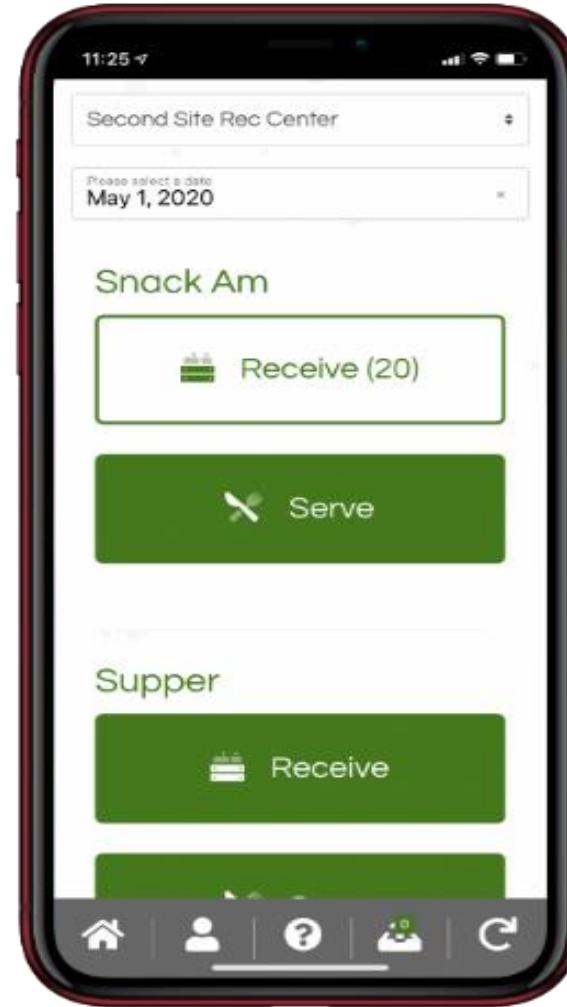 11:25
Second Site Rec Center
Please select a date
May 1, 2020
Snack Am
Receive (20)
Serve
Supper
Receive